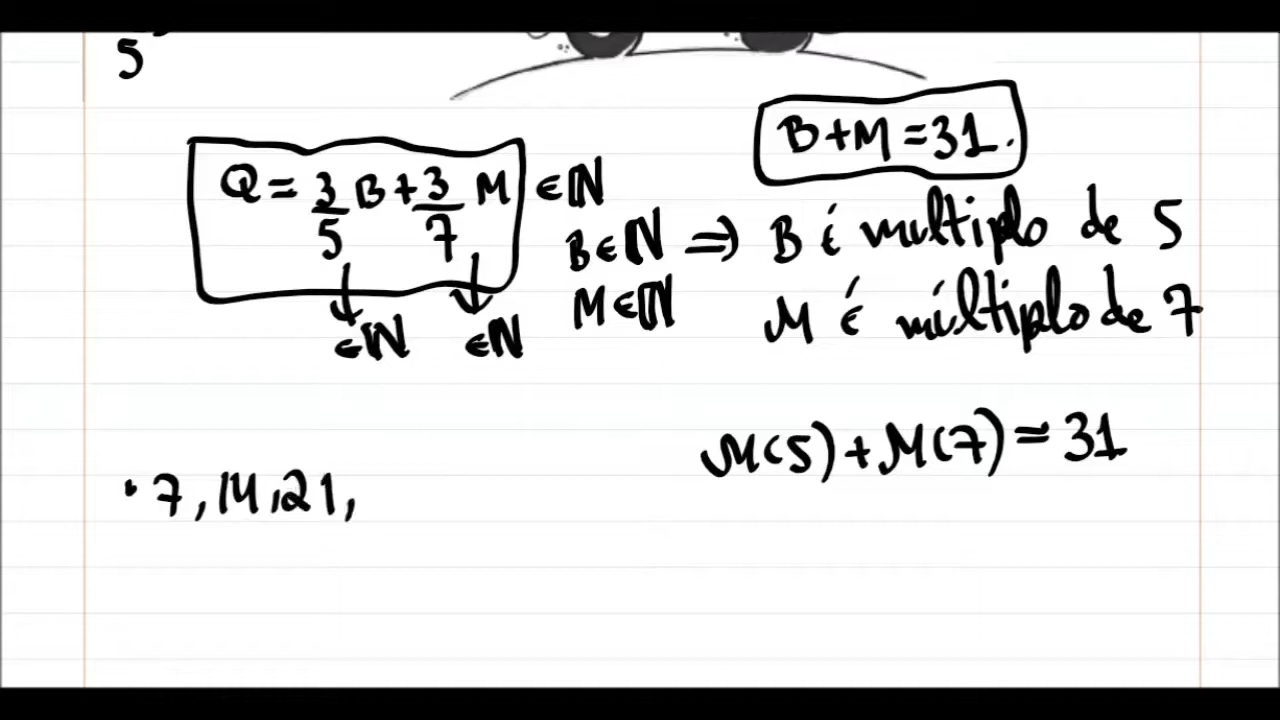 5
B+M=31.
Q = 3/5 B + 3/7 M ∈ ℕ
B∈ℕ ⇒ B é multiplo de 5
M∈ℕ M é múltiplo de 7
∈ℕ ∈ℕ
M(5)+M(7)=31
• 7, 14, 21,